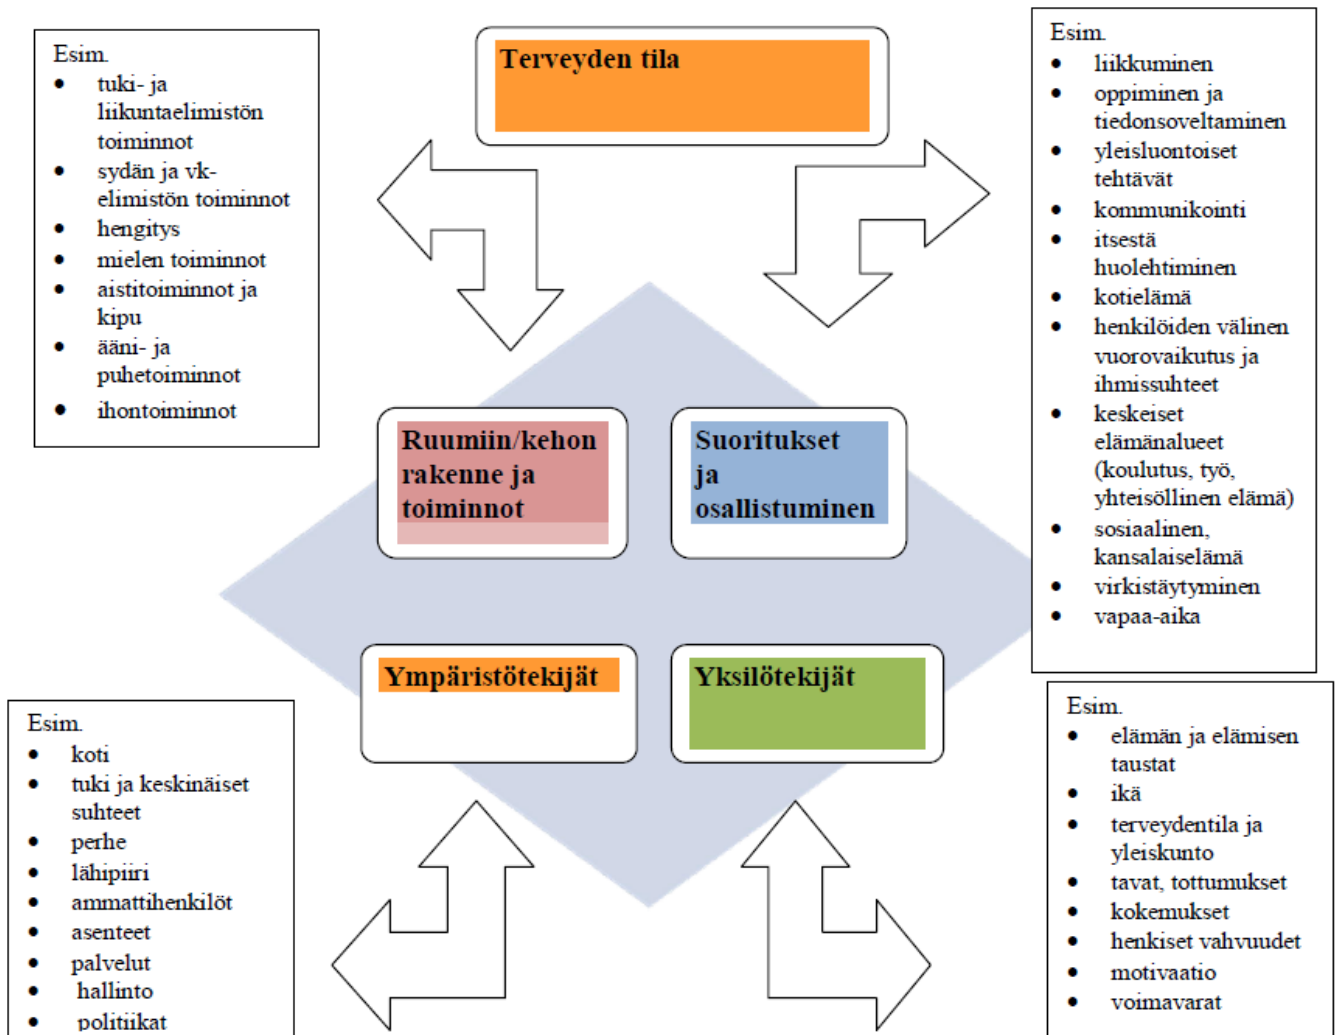 Terveyden tila
Esim.
• tuki- ja
liikuntaelimistön
toiminnot
• sydän ja vk-
elimistön toiminnot
• hengitys
• mielen toiminnot
• aistitoiminnot ja
kipu
• ääni- ja
puhetoiminnot
• ihontoiminnot
Esim.
• liikkuminen
• oppiminen ja
tiedonsoveltaminen
• yleisluontoiset
tehtävät
• kommunikointi
• itsestä
huolehtiminen
• kotielämä
• henkilöiden välinen
vuorovaikutus ja
ihmissuhteet
• keskeiset
elämänalueet
(koulutus, työ,
yhteisöllinen elämä)
• sosiaalinen,
kansalaiselämä
• virkistäytyminen
• vapaa-aika
Ruumiin/kehon
rakenne ja
toiminnot
Suoritukset
ja
osallistuminen
Ympäristötekijät
Yksilötekijät
Esim.
• koti
• tuki ja keskinäiset
suhteet
• perhe
• lähipiiri
• ammattihenkilöt
• asenteet
• palvelut
• hallinto
• politiikat
Esim.
• elämän ja elämisen
taustat
• ikä
• terveydentila ja
yleiskunto
• tavat, tottumukset
• kokemukset
• henkiset vahvuudet
• motivaatio
• voimavarat